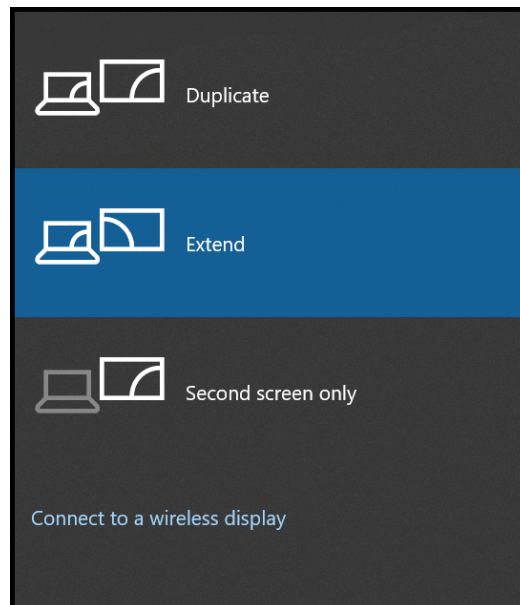 Duplicate
Extend
Second screen only
Connect to a wireless display